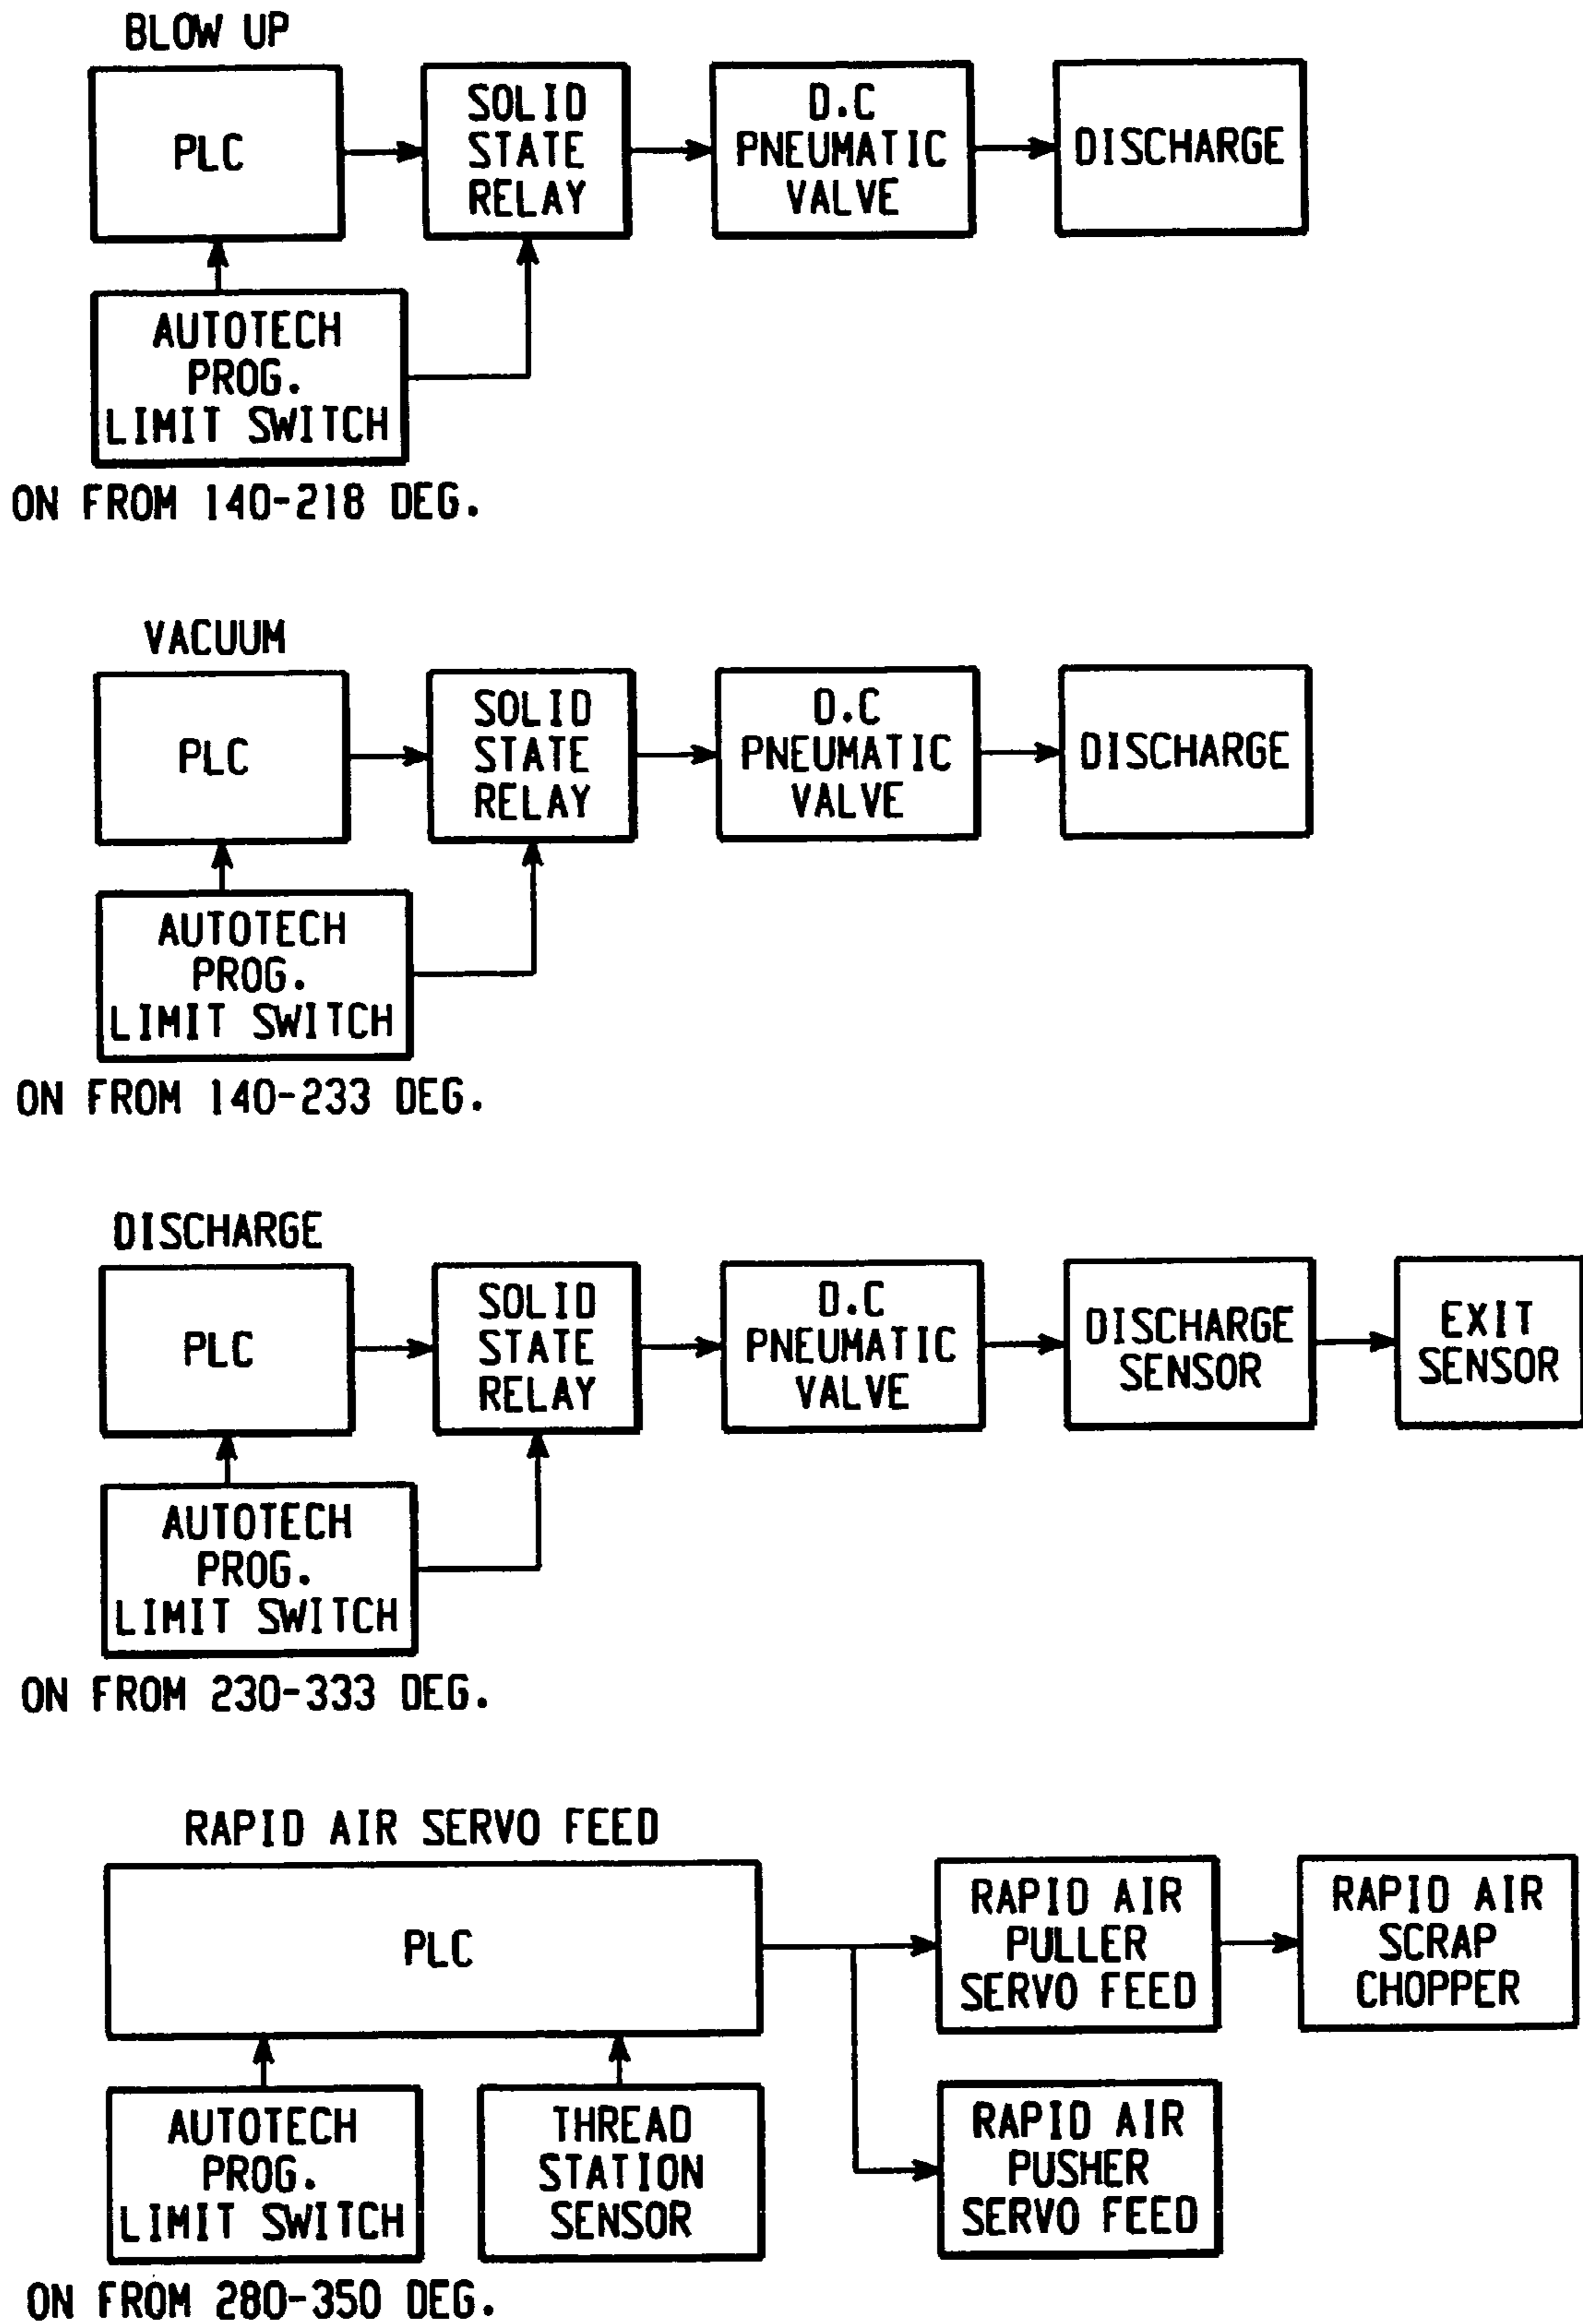 BLOW UP
PLC
SOLID
STATE
RELAY
D.C
PNEUMATIC
VALVE
DISCHARGE
AUTOTECH
PROG.
LIMIT SWITCH
ON FROM 140-218 DEG.
VACUUM
PLC
SOLID
STATE
RELAY
D.C
PNEUMATIC
VALVE
DISCHARGE
AUTOTECH
PROG.
LIMIT SWITCH
ON FROM 140-233 DEG.
DISCHARGE
PLC
SOLID
STATE
RELAY
D.C
PNEUMATIC
VALVE
DISCHARGE
SENSOR
EXIT
SENSOR
AUTOTECH
PROG.
LIMIT SWITCH
ON FROM 230-333 DEG.
RAPID AIR SERVO FEED
PLC
RAPID AIR
PULLER
SERVO FEED
RAPID AIR
SCRAP
CHOPPER
AUTOTECH
PROG.
LIMIT SWITCH
THREAD
STATION
SENSOR
RAPID AIR
PUSHER
SERVO FEED
ON FROM 280-350 DEG.